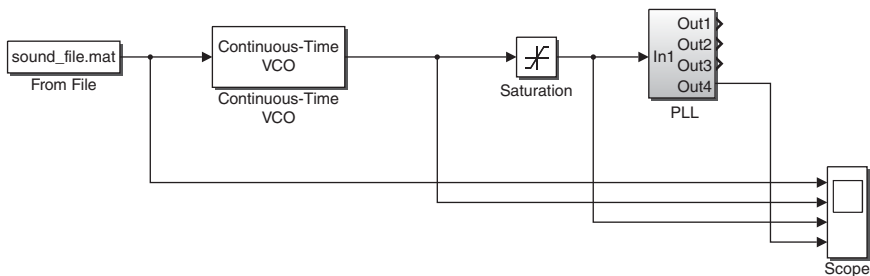 sound_file.mat
From File
Continuous-Time
VCO
Continuous-Time
VCO
Saturation
In1
Out1
Out2
Out3
Out4
PLL
Scope